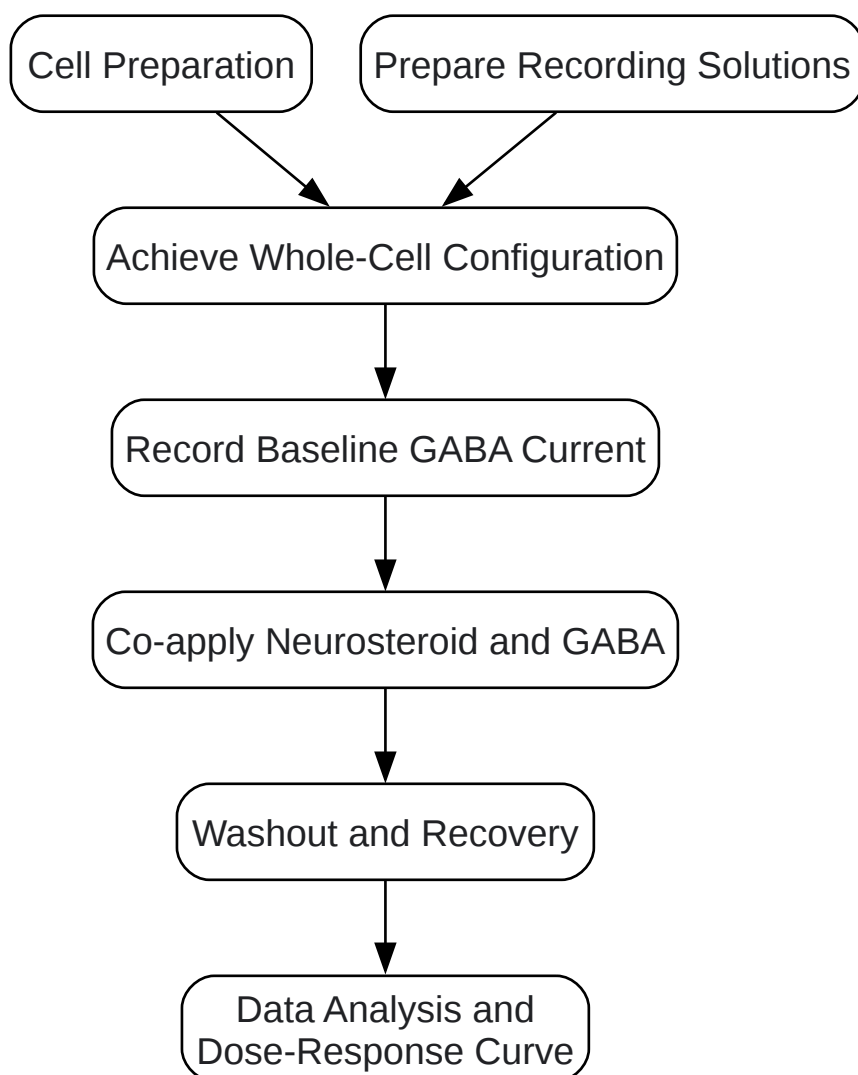 Cell Preparation
Prepare Recording Solutions
Achieve Whole-Cell Configuration
Record Baseline GABA Current
Co-apply Neurosteroid and GABA
Washout and Recovery
Data Analysis and
Dose-Response Curve